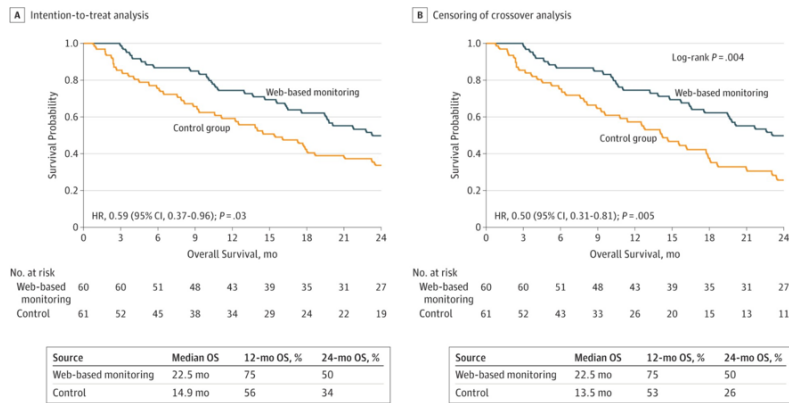 A Intention-to-treat analysis
1.0
0.8
0.6
0.4
0.2
0
Survival Probability
Web-based monitoring
Control group
HR, 0.59 (95% CI, 0.37-0.96); P=.03
0 3 6 9 12 15 18 21 24
Overall Survival, mo
No. at risk
Web-based monitoring 60 60 51 48 43 39 35 31 27
Control 61 52 45 38 34 29 24 22 19
Source Median OS 12-mo OS, % 24-mo OS, %
Web-based monitoring 22.5 mo 75 50
Control 14.9 mo 56 34
B Censoring of crossover analysis
1.0
0.8
0.6
0.4
0.2
0
Survival Probability
Log-rank P=.004
Web-based monitoring
Control group
HR, 0.50 (95% CI, 0.31-0.81); P=.005
0 3 6 9 12 15 18 21 24
Overall Survival, mo
No. at risk
Web-based monitoring 60 60 51 48 43 39 35 31 27
Control 61 52 43 33 26 20 15 13 11
Source Median OS 12-mo OS, % 24-mo OS, %
Web-based monitoring 22.5 mo 75 50
Control 13.5 mo 53 26